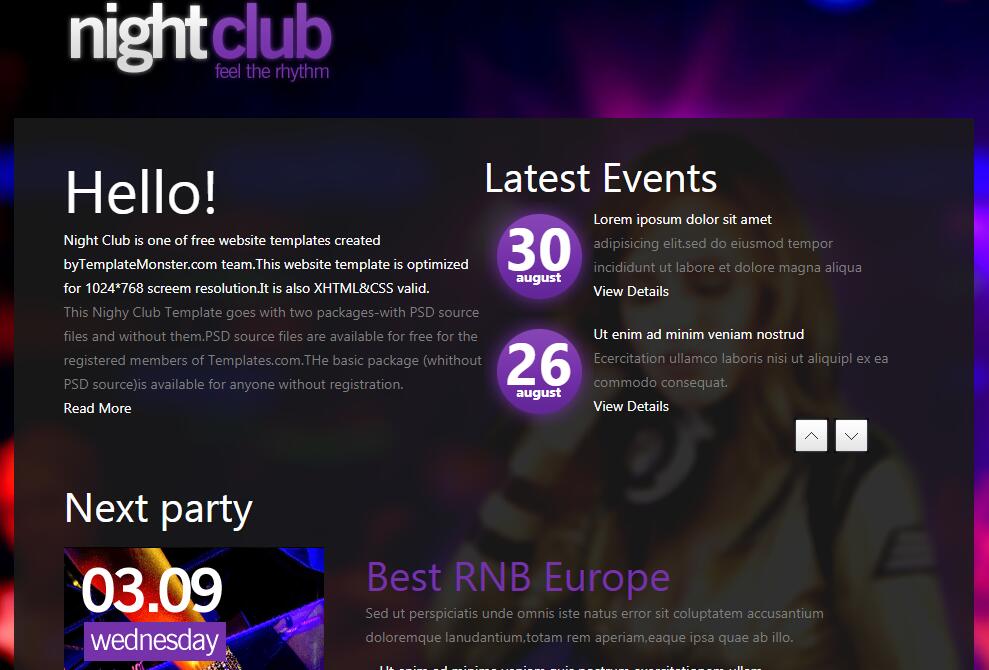 night club
feel the rhythm
Hello!
Night Club is one of free website templates created
byTemplateMonster.com team.This website template is optimized
for 1024*768 screem resolution.It is also XHTML&CSS valid.
This Nighy Club Template goes with two packages-with PSD source
files and without them.PSD source files are available for free for the
registered members of Templates.com.THe basic package (whithout
PSD source)is available for anyone without registration.
Read More
Latest Events
30
august
Lorem iposum dolor sit amet
adipisicing elit.sed do eiusmod tempor
incididunt ut labore et dolore magna aliqua
View Details
26
august
Ut enim ad minim veniam nostrud
Ecercitation ullamco laboris nisi ut aliquipl ex ea
commodo consequat.
View Details
Next party
03.09
wednesday
Best RNB Europe
Sed ut perspiciatis unde omnis iste natus error sit coluptatem accusantium
doloremque lanudantium,totam rem aperiam,eaque ipsa quae ab illo.